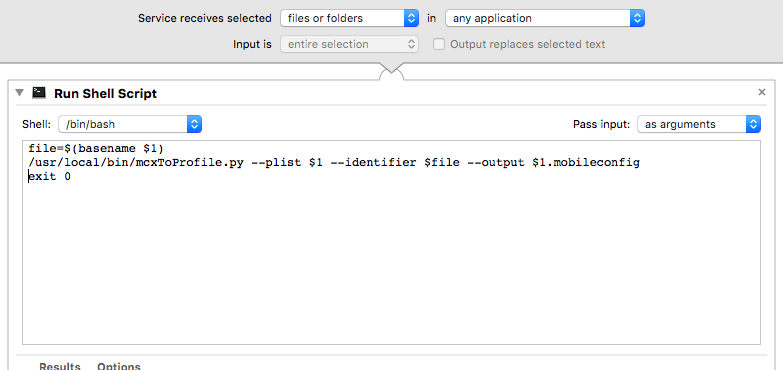 Service receives selected files or folders in any application
Input is entire selection Output replaces selected text
Run Shell Script
Shell: /bin/bash Pass input: as arguments
file=$(basename $1)
/usr/local/bin/mcxToProfile.py --plist $1 --identifier $file --output $1.mobileconfig
exit 0
Results Options